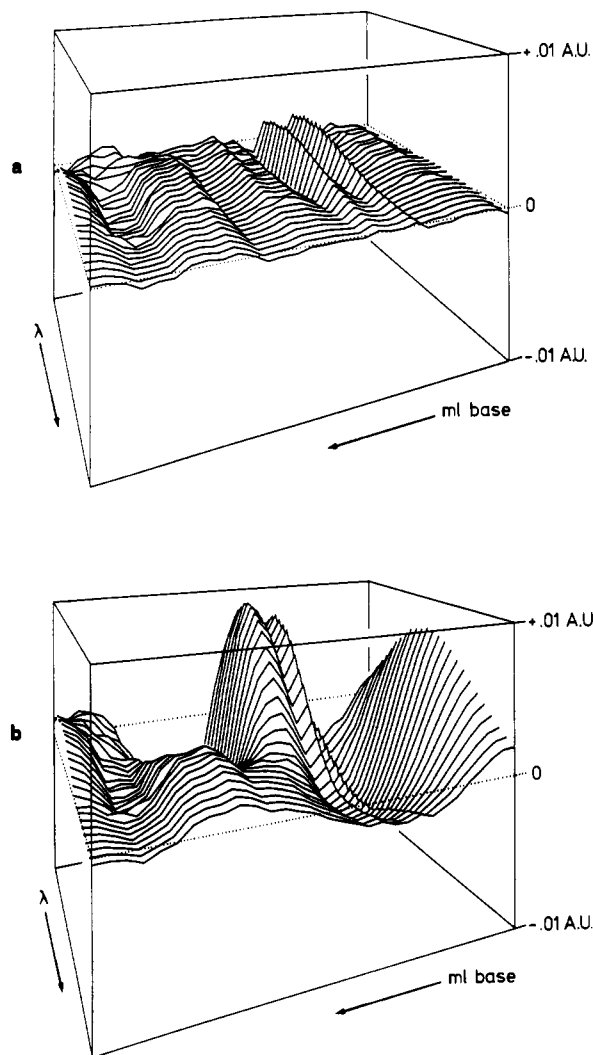 + .01 A.U.
a
0
λ
- .01 A.U.
ml base
+ .01 A.U
b
0
λ
- .01 A.U.
ml base